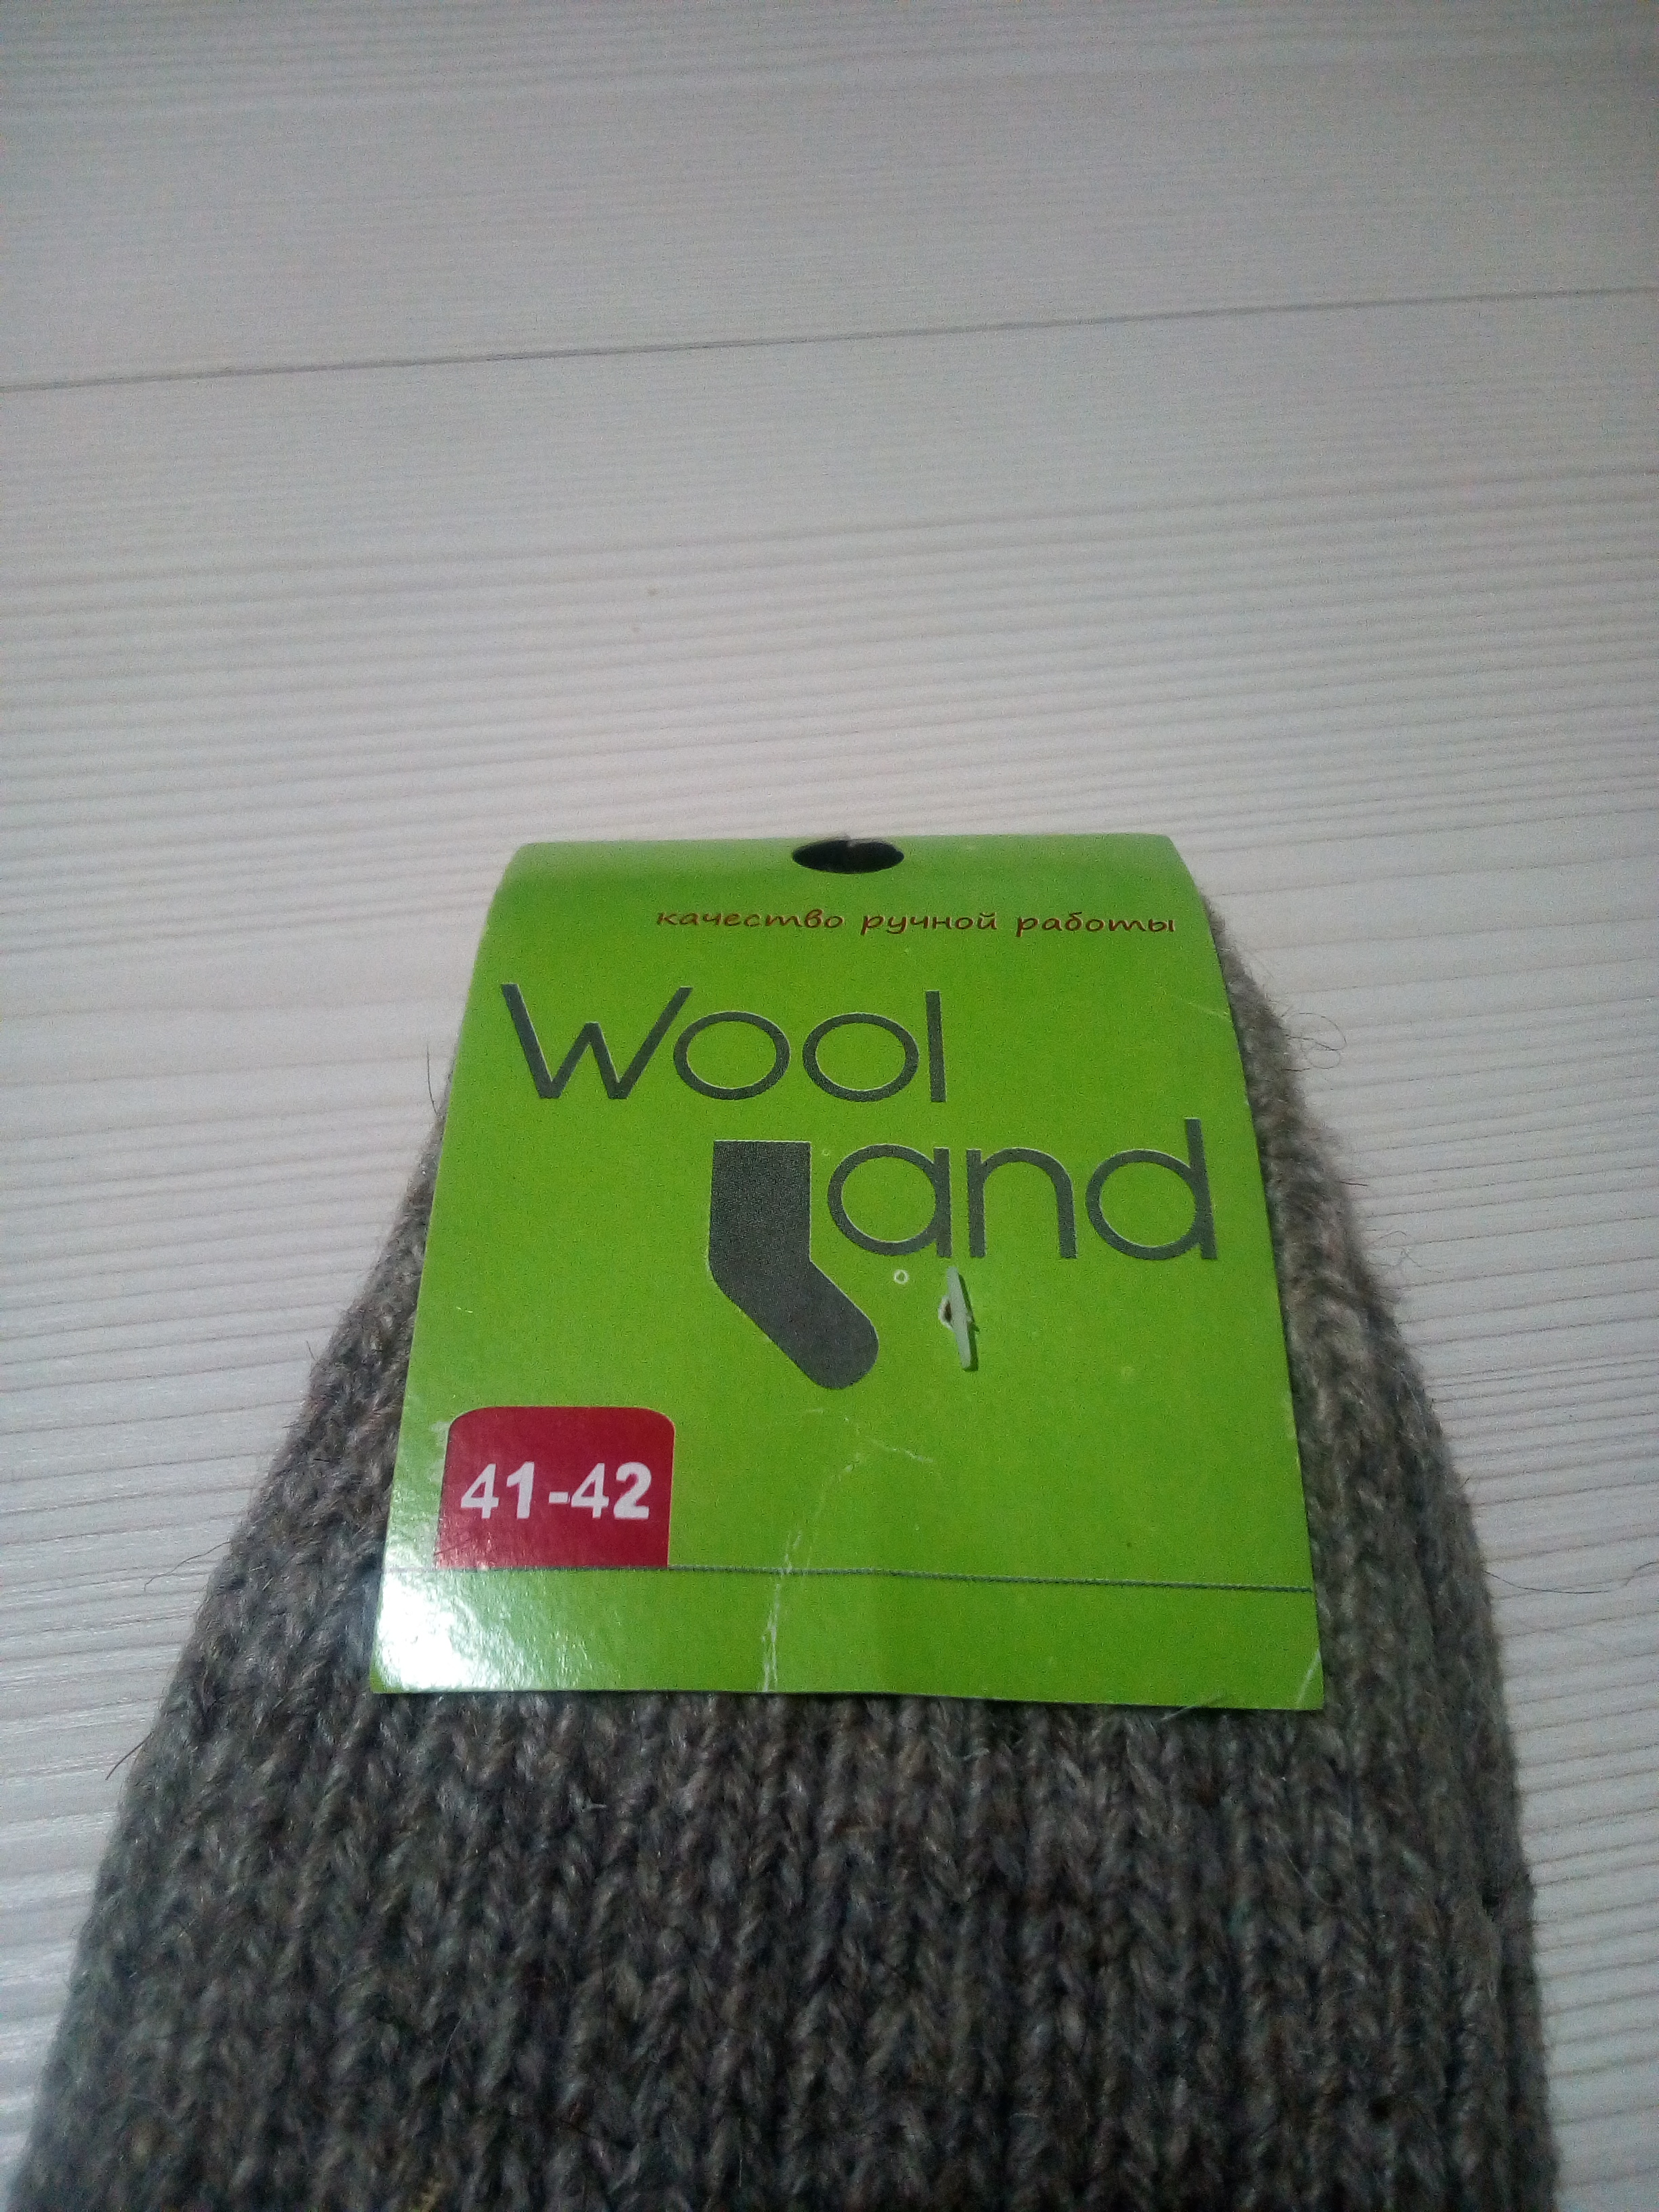 качество ручной работы
Wool
and
41-42